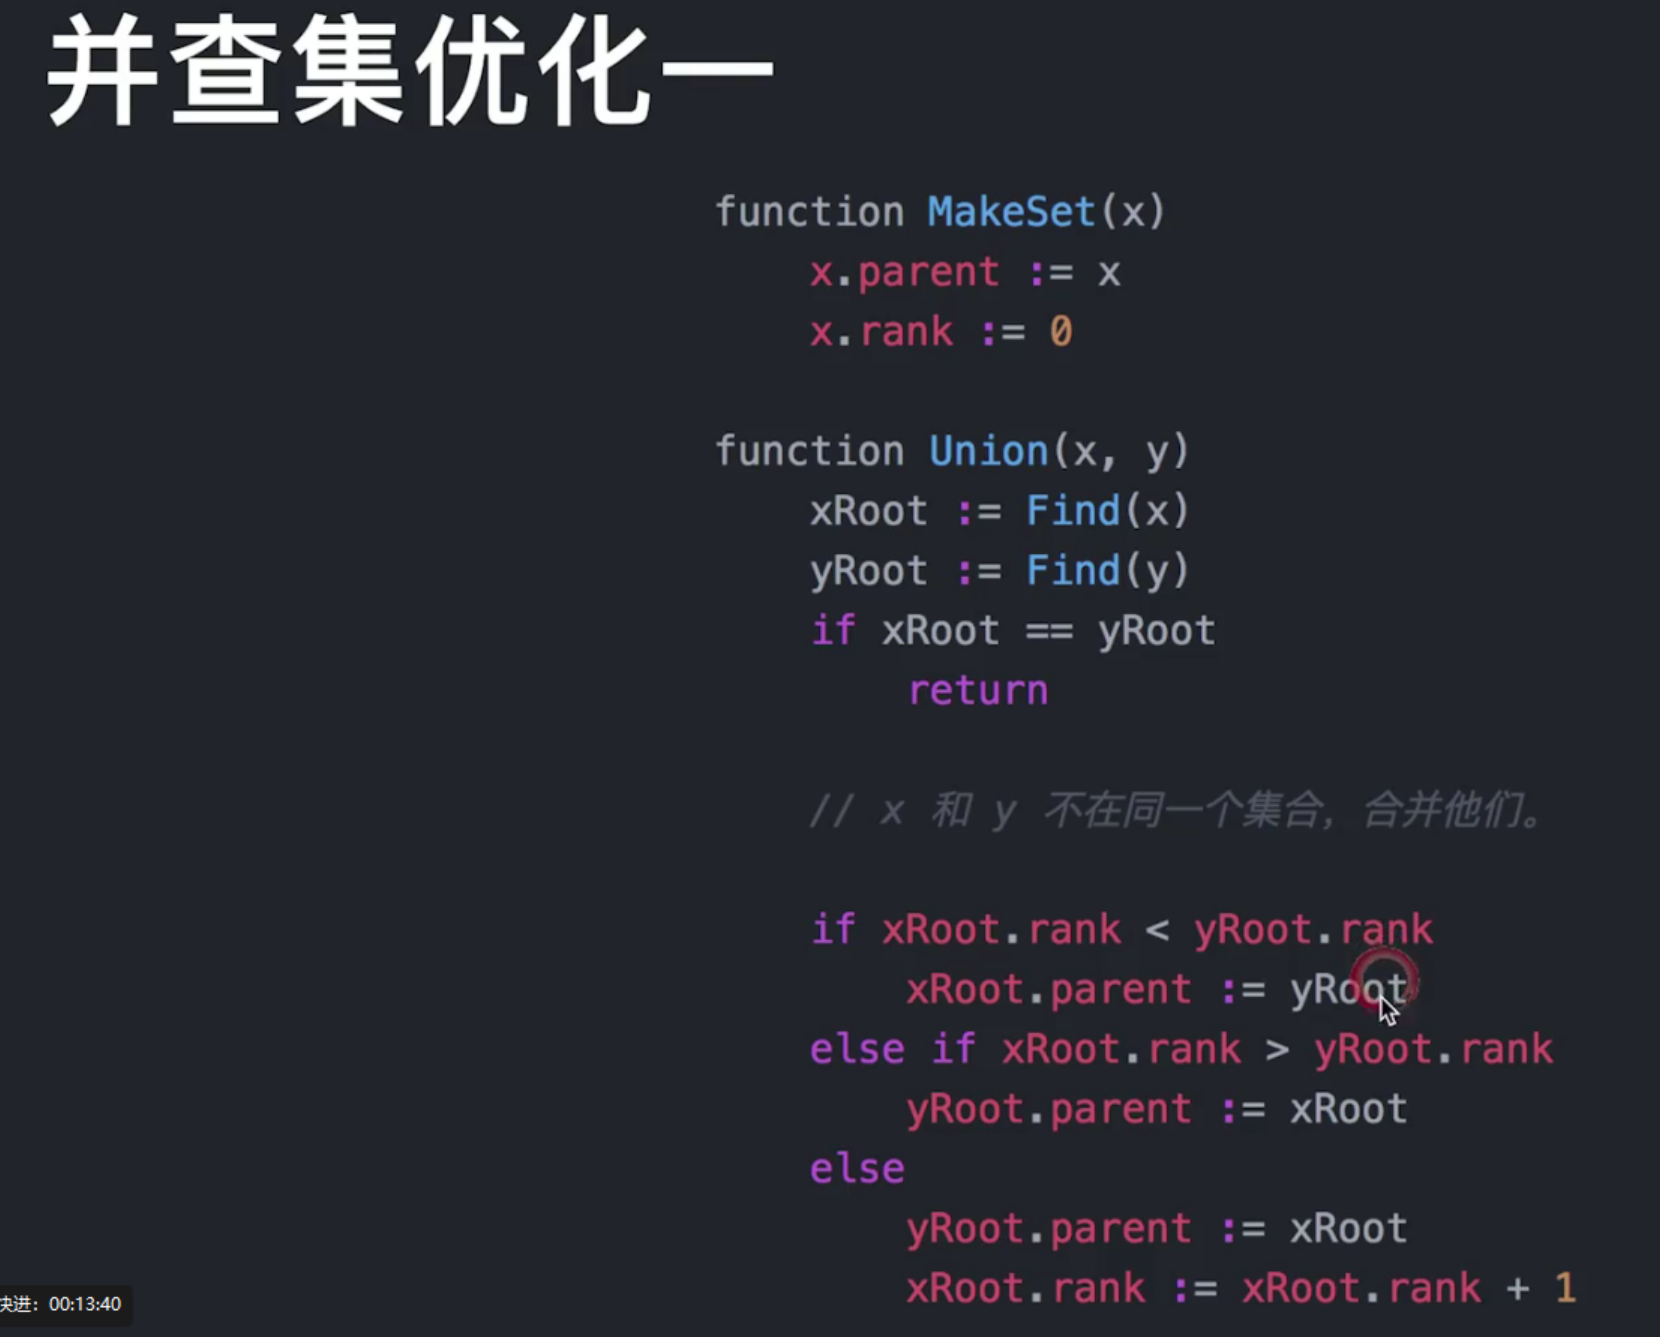 并查集优化一
function MakeSet(x)
x.parent := x
x.rank := 0
function Union(x, y)
xRoot := Find(x)
yRoot := Find(y)
if xRoot == yRoot
return
// x 和 y 不在同一个集合，合并他们。
if xRoot.rank < yRoot.rank
xRoot.parent := yRoot
else if xRoot.rank > yRoot.rank
yRoot.parent := xRoot
else
yRoot.parent := xRoot
xRoot.rank := xRoot.rank + 1
快进：00:13:40